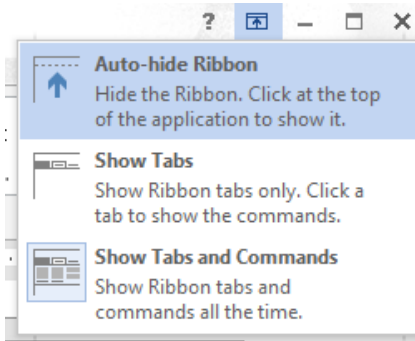 ?
Auto-hide Ribbon
Hide the Ribbon. Click at the top
of the application to show it.
Show Tabs
Show Ribbon tabs only. Click a
tab to show the commands.
Show Tabs and Commands
Show Ribbon tabs and
commands all the time.